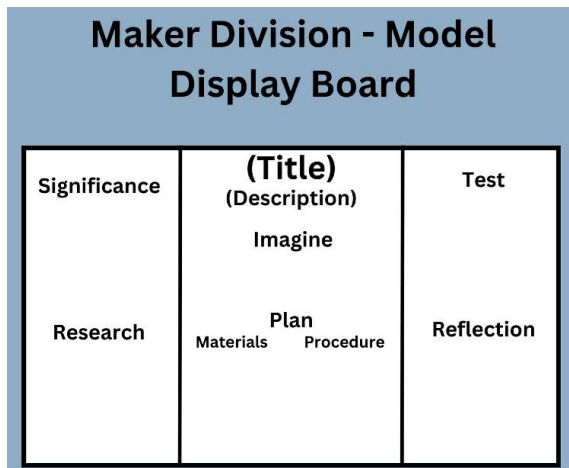 Maker Division - Model
Display Board
Significance
Research
(Title)
(Description)
Imagine
Plan
Materials Procedure
Test
Reflection